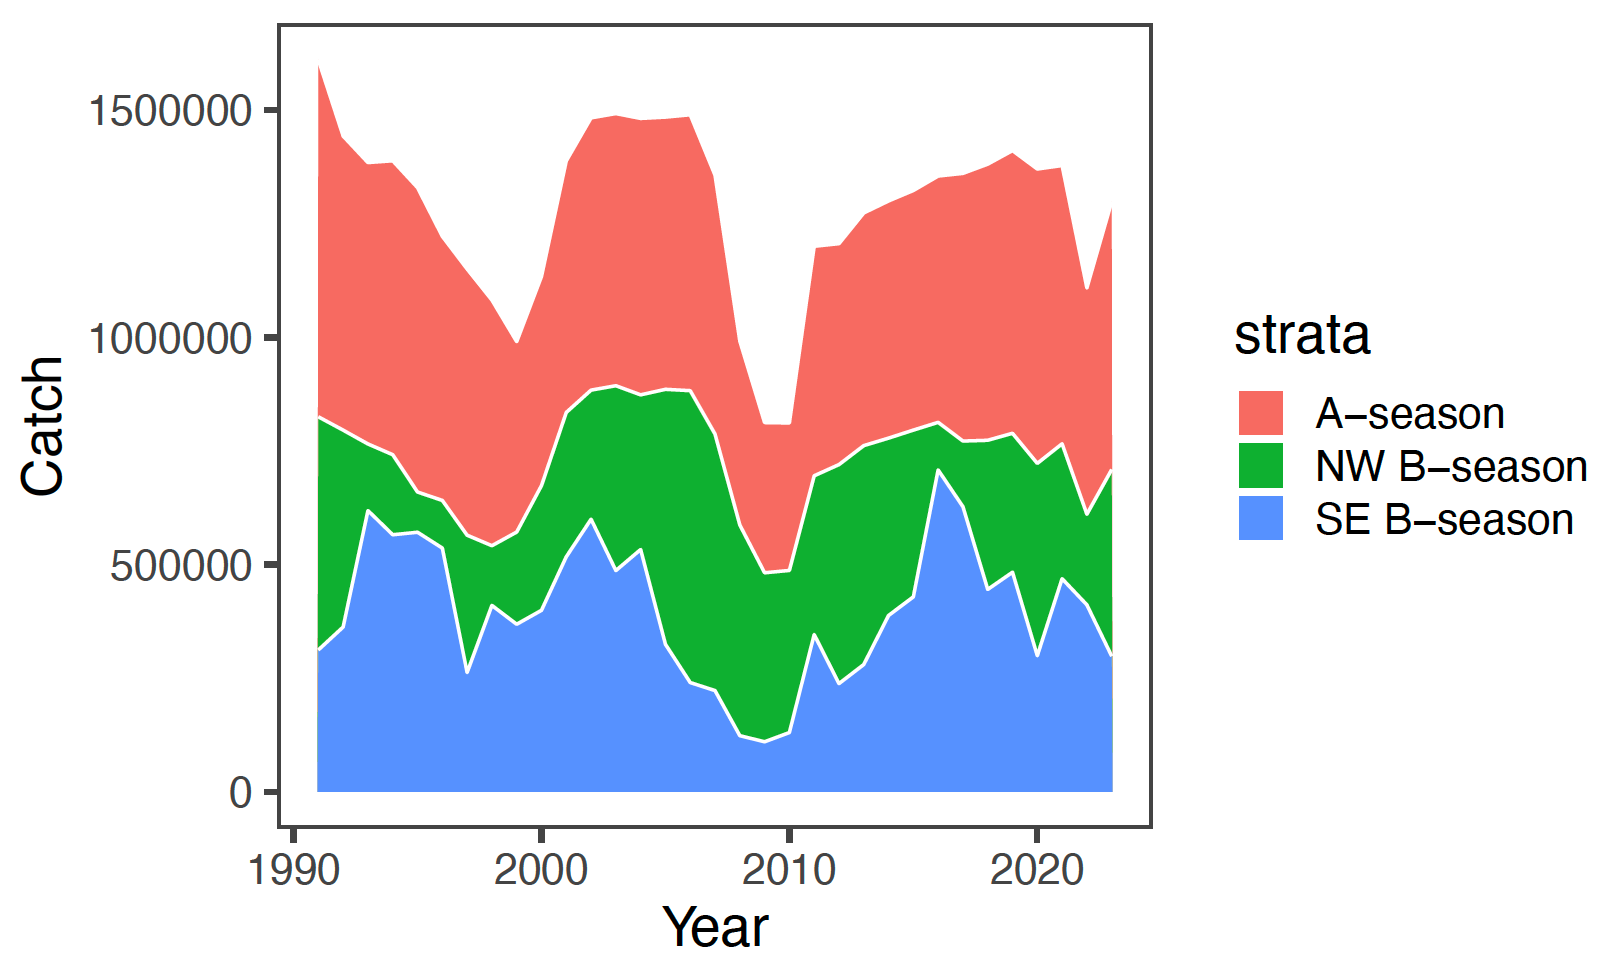 1500000
1000000
500000
0
Catch
1990 2000 2010 2020
Year
strata
A−season
NW B−season
SE B−season